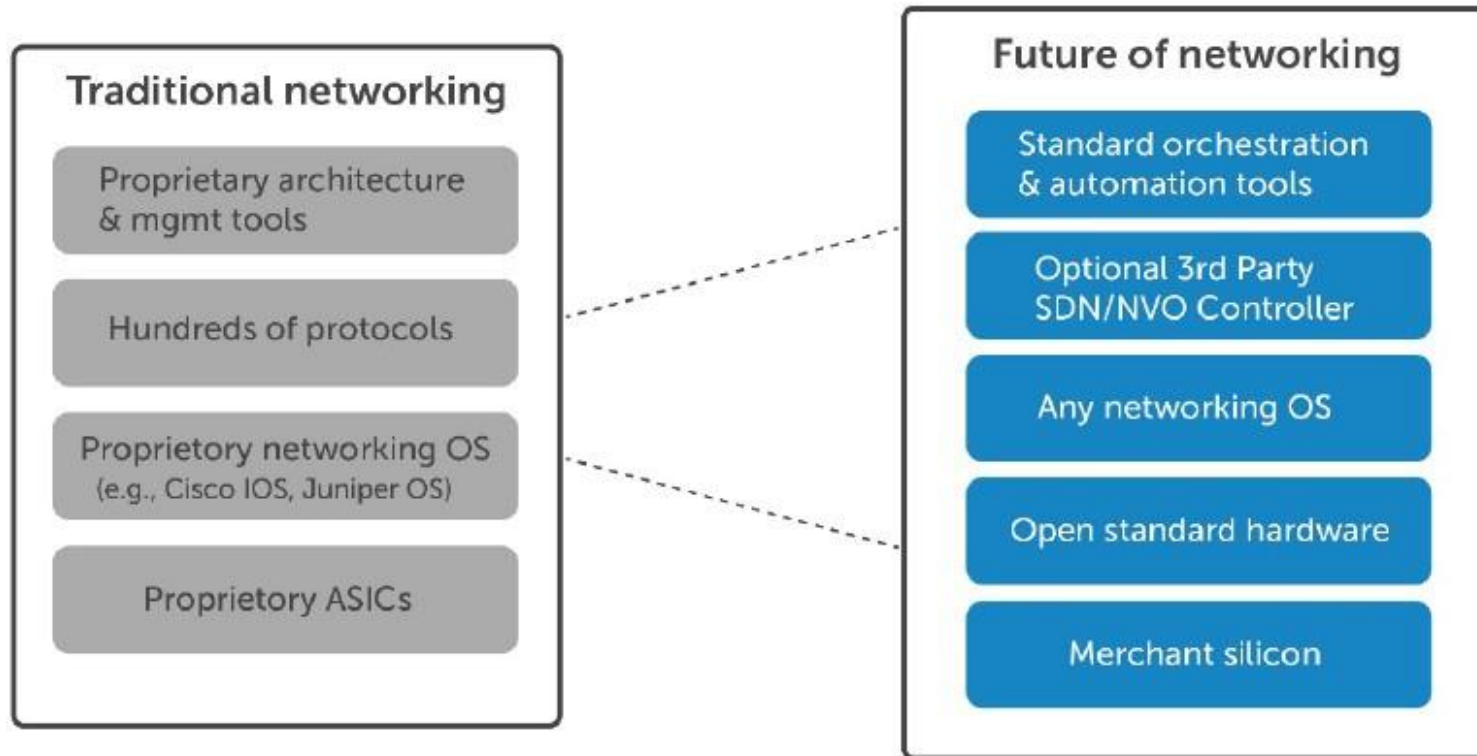 Traditional networking
Proprietary architecture
& mgmt tools
Hundreds of protocols
Proprietory networking OS
(e.g., Cisco IOS, Juniper OS)
Proprietory ASICs
Future of networking
Standard orchestration
& automation tools
Optional 3rd Party
SDN/NVO Controller
Any networking OS
Open standard hardware
Merchant silicon